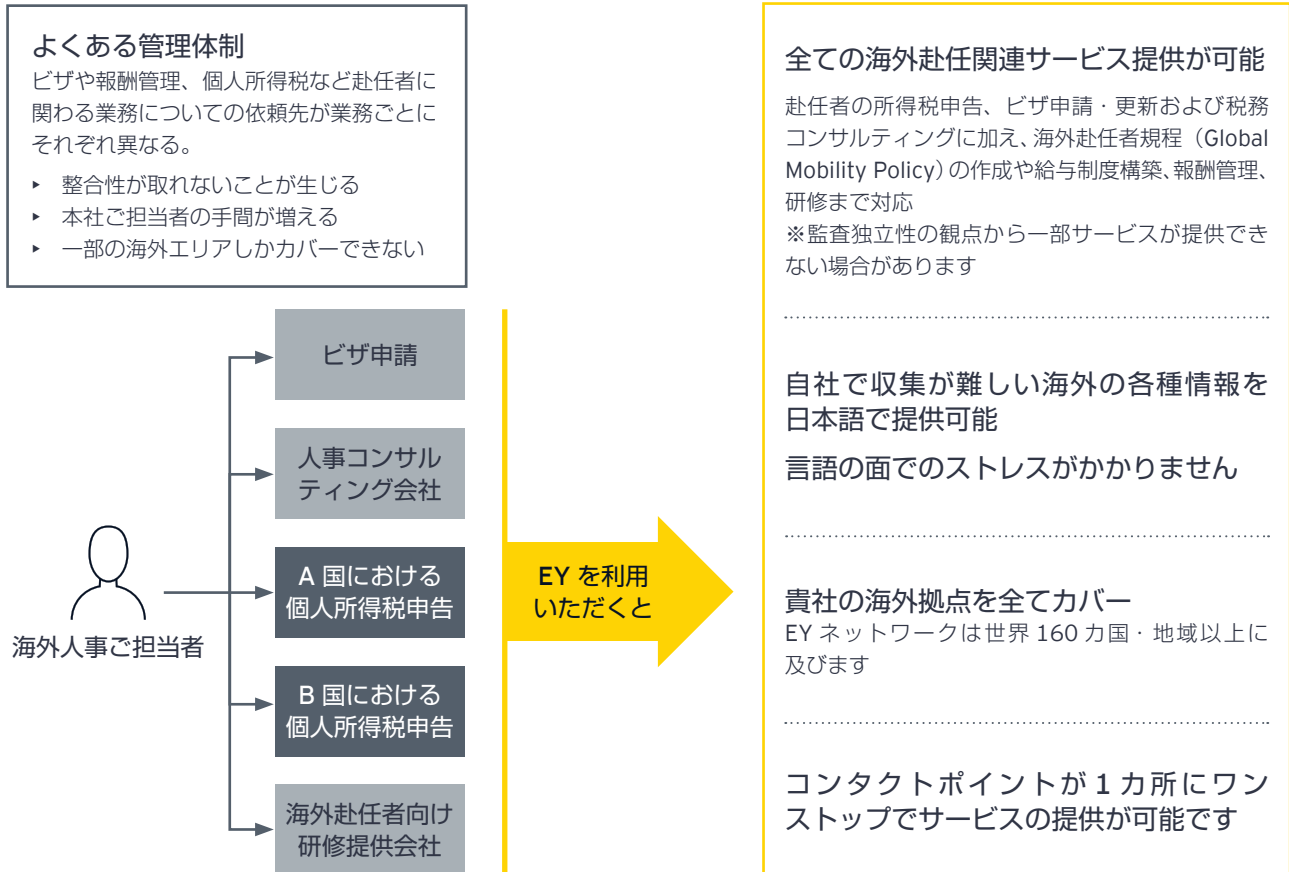 よくある管理体制
ビザや報酬管理、個人所得税など赴任者に
関わる業務についての依頼先が業務ごとに
それぞれ異なる。
▸ 整合性が取れないことが生じる
▸ 本社ご担当者の手間が増える
▸ 一部の海外エリアしかカバーできない
海外人事ご担当者
ビザ申請
人事コンサル
ティング会社
A 国における
個人所得税申告
B 国における
個人所得税申告
海外赴任者向け
研修提供会社
EY を利用
いただくと
全ての海外赴任関連サービス提供が可能
赴任者の所得税申告、ビザ申請・更新および税務
コンサルティングに加え、海外赴任者規程（Global
Mobility Policy）の作成や給与制度構築、報酬管理、
研修まで対応
※監査独立性の観点から一部サービスが提供でき
ない場合があります
自社で収集が難しい海外の各種情報を
日本語で提供可能
言語の面でのストレスがかかりません
貴社の海外拠点を全てカバー
EY ネットワークは世界 160 カ国・地域以上に
及びます
コンタクトポイントが 1 カ所にワン
ストップでサービスの提供が可能です